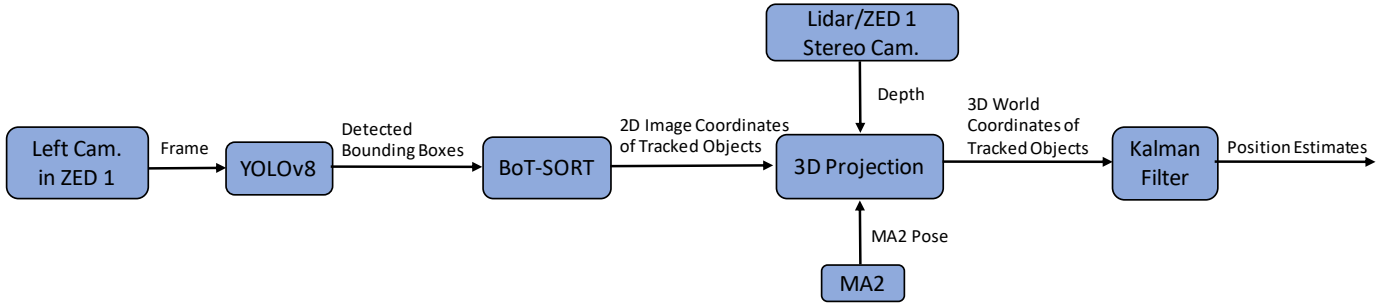 Lidar/ZED 1
Stereo Cam.
Depth
Left Cam.
in ZED 1
Frame
YOLOv8
Detected
Bounding Boxes
BoT-SORT
2D Image Coordinates
of Tracked Objects
3D Projection
3D World
Coordinates of
Tracked Objects
Kalman
Filter
Position Estimates
MA2 Pose
MA2